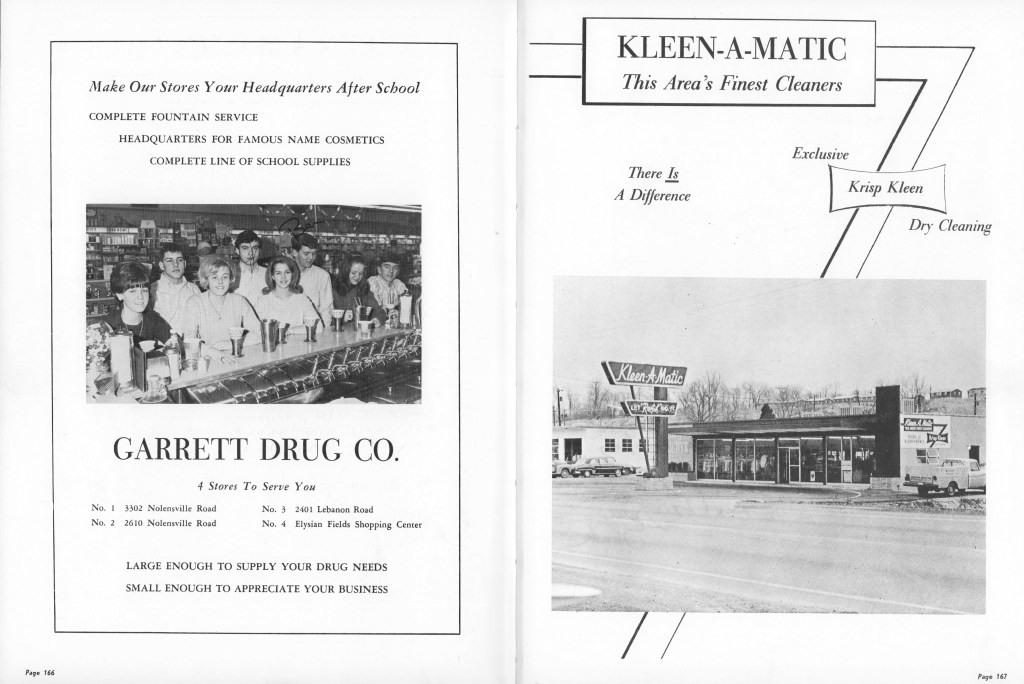 Make Our Stores Your Headquarters After School
COMPLETE FOUNTAIN SERVICE
HEADQUARTERS FOR FAMOUS NAME COSMETICS
COMPLETE LINE OF SCHOOL SUPPLIES
GARRETT DRUG CO.
4 Stores To Serve You
No. 1 3302 Nolensville Road
No. 2 2610 Nolensville Road
No. 3 2401 Lebanon Road
No. 4 Elysian Fields Shopping Center
LARGE ENOUGH TO SUPPLY YOUR DRUG NEEDS
SMALL ENOUGH TO APPRECIATE YOUR BUSINESS
Page 166
KLEEN-A-MATIC
This Area's Finest Cleaners
There Is
A Difference
Exclusive
Krisp Kleen
Dry Cleaning
Kleen-A-Matic
Page 167